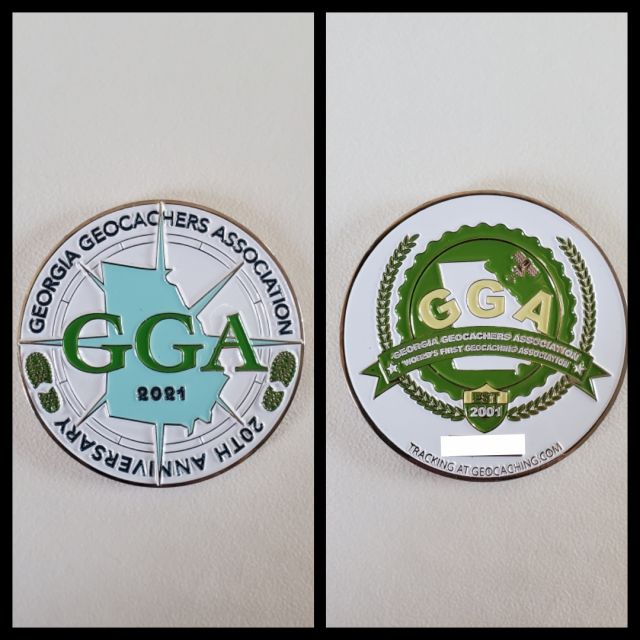 GEORGIA GEOCACHERS ASSOCIATION
GGA
2021
20TH ANNIVERSARY
GGA
GEORGIA GEOCACHERS ASSOCIATION
"WORLD'S FIRST GEOCACHING ASSOCIATION"
EST
2001
TRACKING AT GEOCACHING.COM